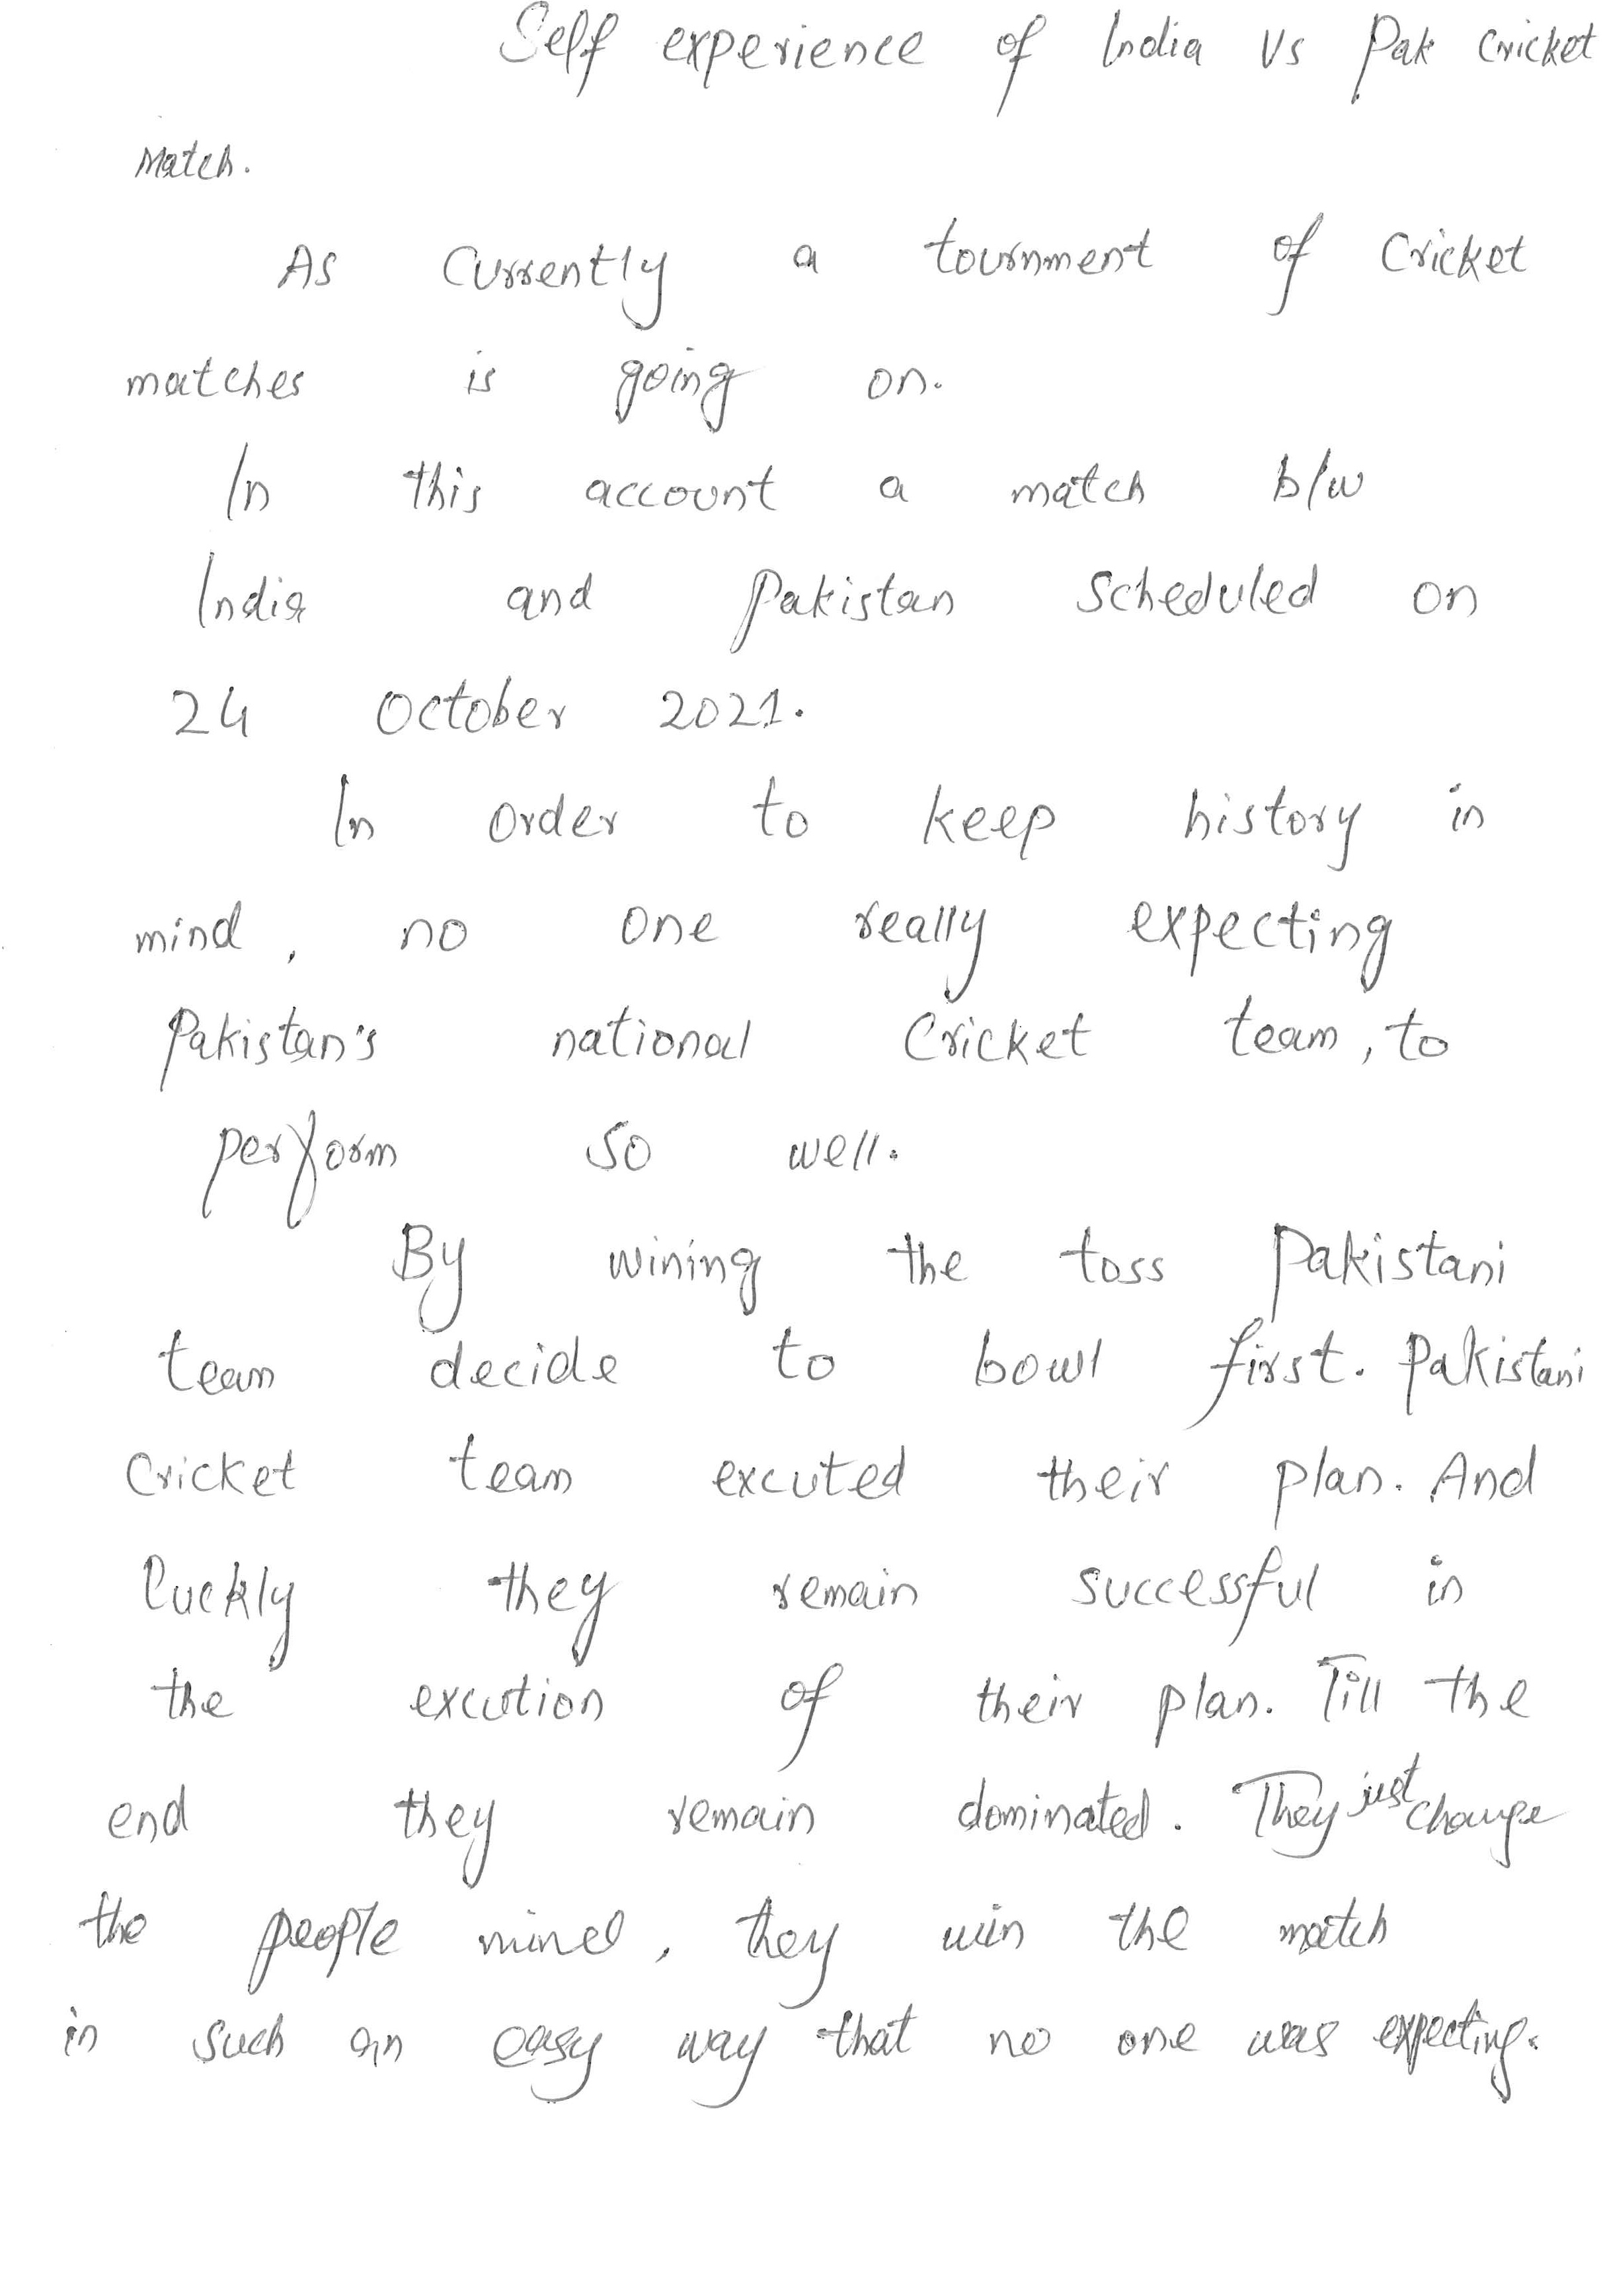 Self experience of India Vs Pak Cricket
Match.
As Currently a tournment of Cricket
matches is going on.
In this account a match b/w
India and Pakistan Scheduled on
24 October 2021.
In order to keep history in
mind, no one really expecting
Pakistan's national Cricket team, to
perform so well.
By wining the toss Pakistani
team decide to bowl first. Pakistani
Cricket team excuted their plan. And
luckly they remain successful in
the excution of their plan. Till the
end they remain dominated. They just change
the people mind, they win the match
in such an easy way that no one was expecting.